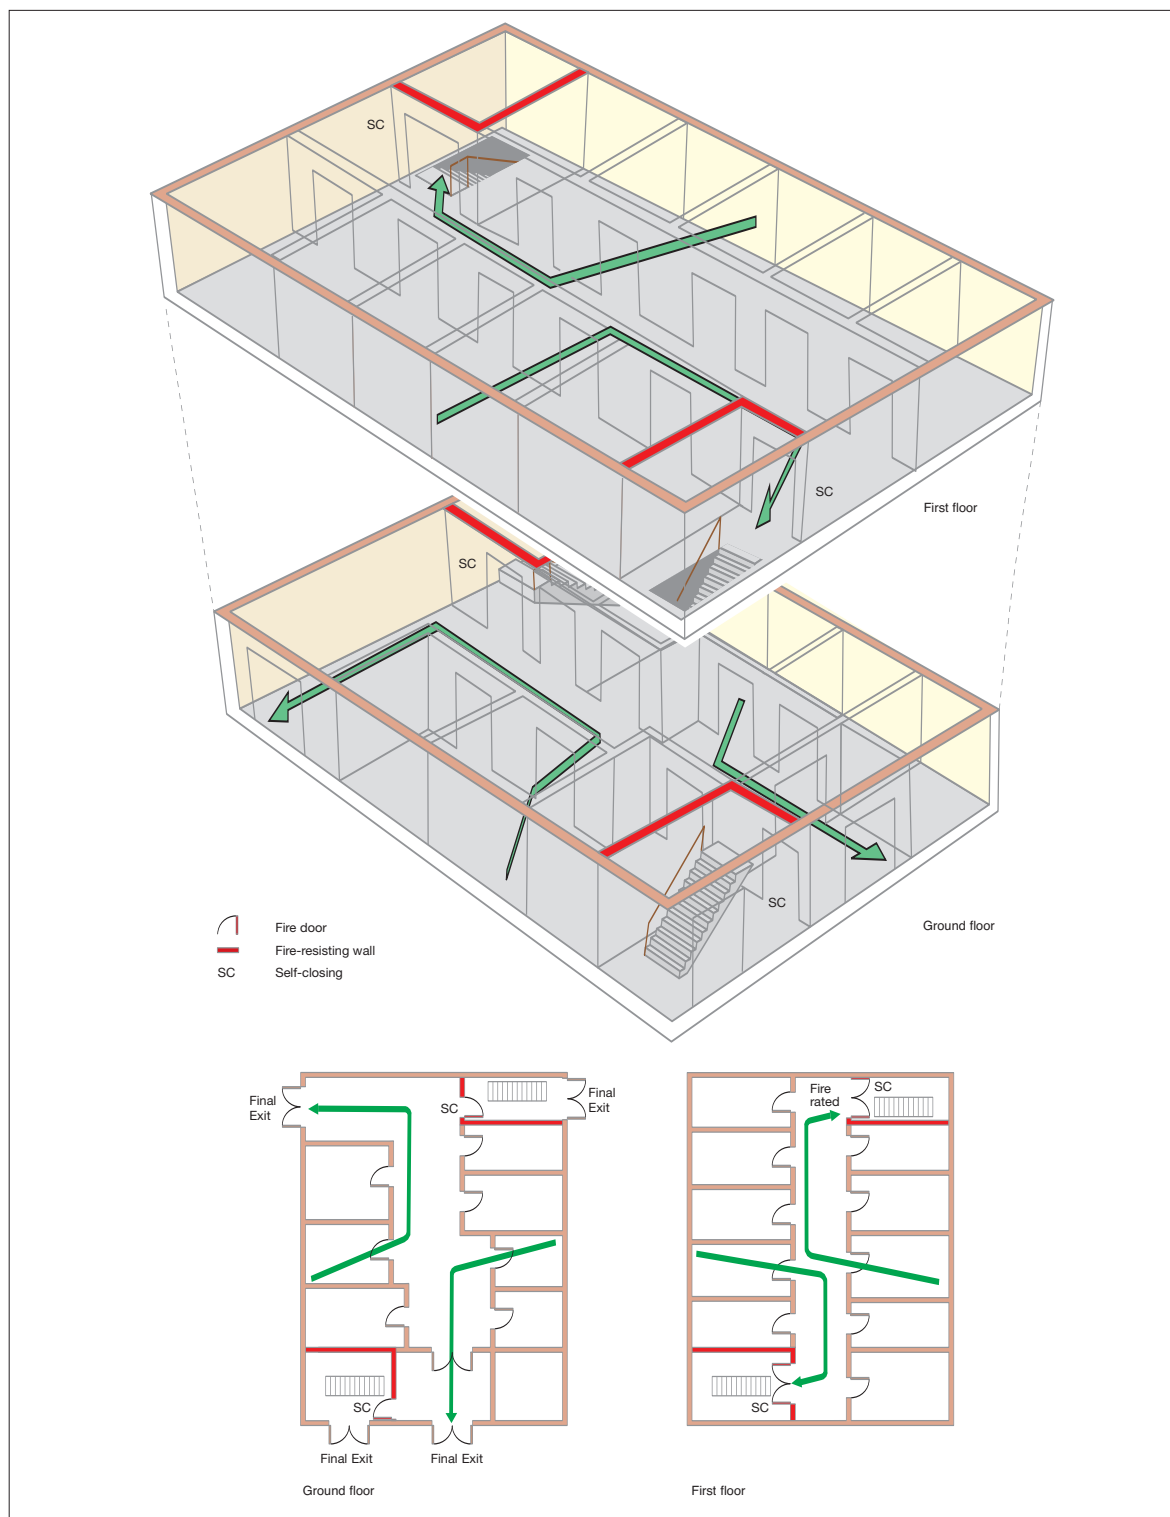 SC
SC
First floor
SC
SC
Ground floor
Fire door
Fire-resisting wall
SC Self-closing
Final
Exit
SC
Final
Exit
SC
Final Exit
Final Exit
Ground floor
Fire
rated
SC
SC
First floor